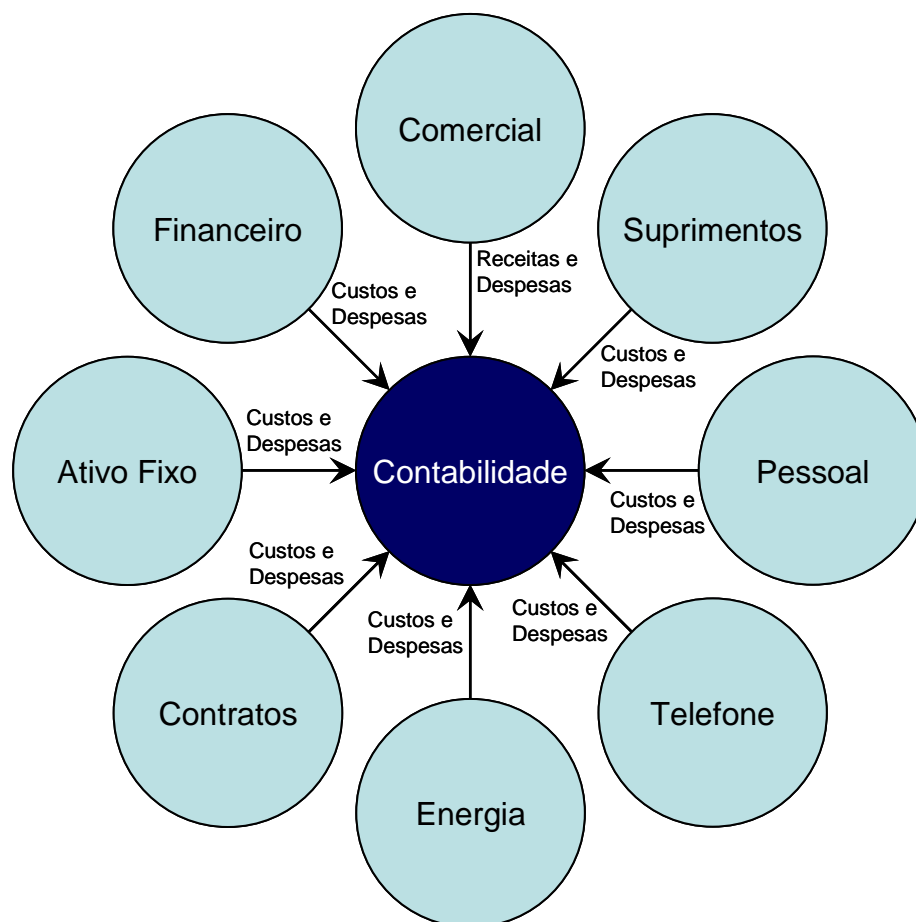 Comercial
Financeiro
Suprimentos
Receitas e
Despesas
Custos e
Despesas
Custos e
Despesas
Custos e
Despesas
Ativo Fixo
Contabilidade
Pessoal
Custos e
Despesas
Custos e
Despesas
Custos e
Despesas
Custos e
Despesas
Contratos
Telefone
Energia